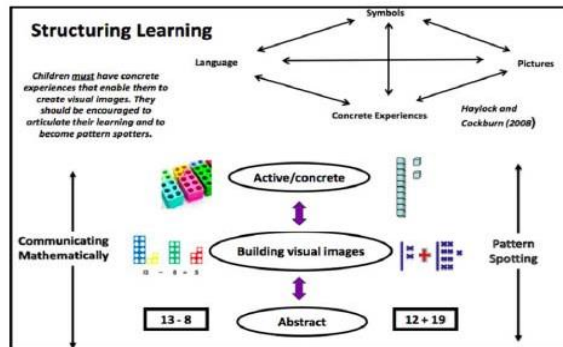 Structuring Learning
Symbols
Language
Pictures
Children must have concrete
experiences that enable them to
create visual images. They
should be encouraged to
articulate their learning and to
become pattern spotters.
Concrete Experiences
Haylock and
Cockburn (2008)
Active/concrete
Communicating
Mathematically
Building visual images
Pattern
Spotting
13 - 8
Abstract
12 + 19